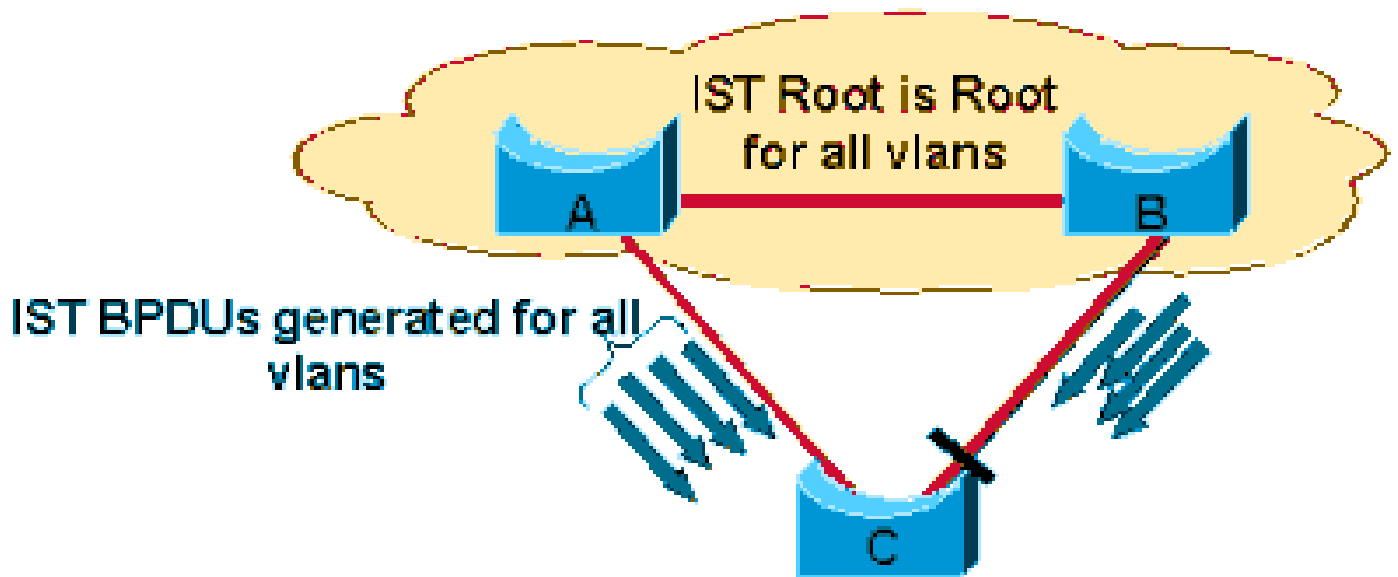 IST Root is Root
for all vlans
A
B
IST BPDUs generated for all
vlans
C